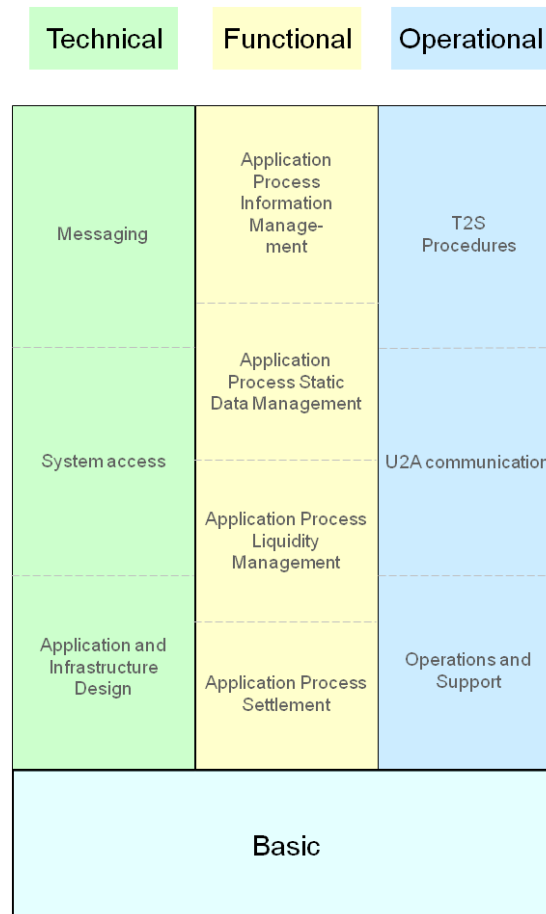 Technical
Functional
Operational
Messaging
System access
Application and
Infrastructure
Design
Application
Process
Information
Manage-
ment
Application
Process Static
Data Management
Application Process
Liquidity
Management
Application Process
Settlement
T2S
Procedures
U2A communication
Operations and
Support
Basic